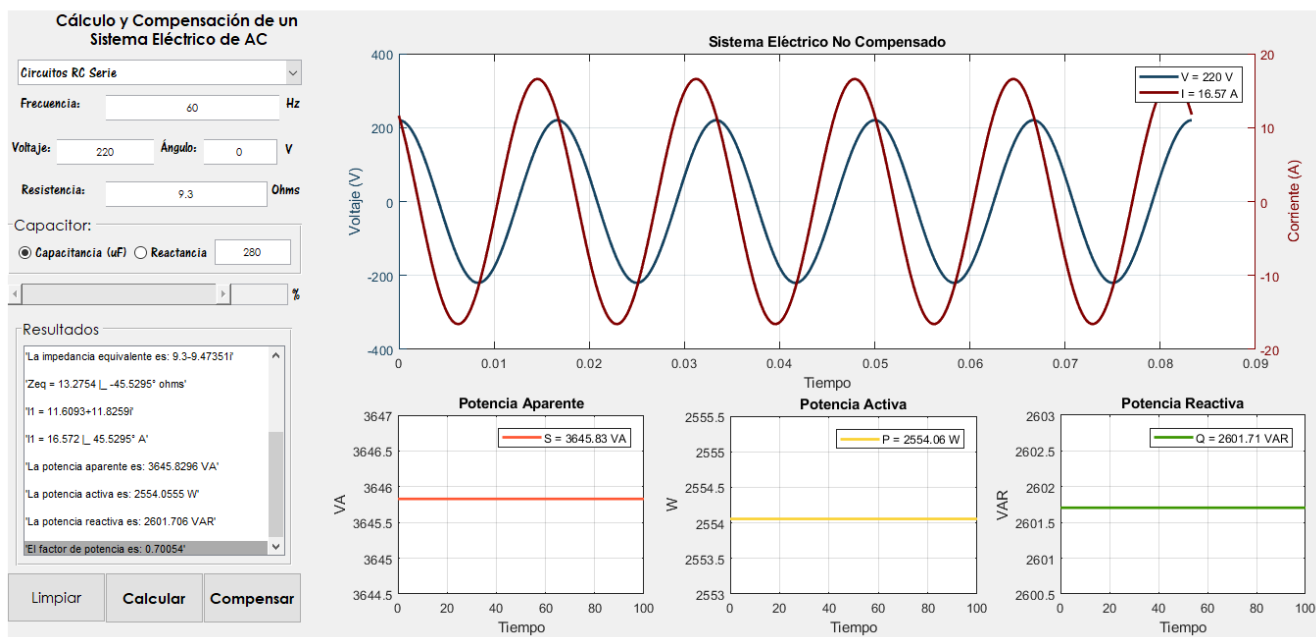 Cálculo y Compensación de un
Sistema Eléctrico de AC
Circuitos RC Serie
Frecuencia: 60 Hz
Voltaje: 220 Ángulo: 0 V
Resistencia: 9.3 Ohms
Capacitor:
Capacitancia (uF) Reactancia 280
%
Resultados
'La impedancia equivalente es: 9.3-9.47351i'
'Zeq = 13.2754 |_ -45.5295° ohms'
'I1 = 11.6093+11.8259i'
'I1 = 16.572 |_ 45.5295° A'
'La potencia aparente es: 3645.8296 VA'
'La potencia activa es: 2554.0555 W'
'La potencia reactiva es: 2601.706 VAR'
'El factor de potencia es: 0.70054'
Limpiar Calcular Compensar
Sistema Eléctrico No Compensado
V = 220 V
I = 16.57 A
Voltaje (V)
400
200
0
-200
-400
Corriente (A)
20
10
0
-10
-20
0 0.01 0.02 0.03 0.04 0.05 0.06 0.07 0.08 0.09
Tiempo
Potencia Aparente
S = 3645.83 VA
VA
3647
3646.5
3646
3645.5
3645
3644.5
0 20 40 60 80 100
Tiempo
Potencia Activa
P = 2554.06 W
W
2555.5
2555
2554.5
2554
2553.5
2553
0 20 40 60 80 100
Tiempo
Potencia Reactiva
Q = 2601.71 VAR
VAR
2603
2602.5
2602
2601.5
2601
2600.5
0 20 40 60 80 100
Tiempo